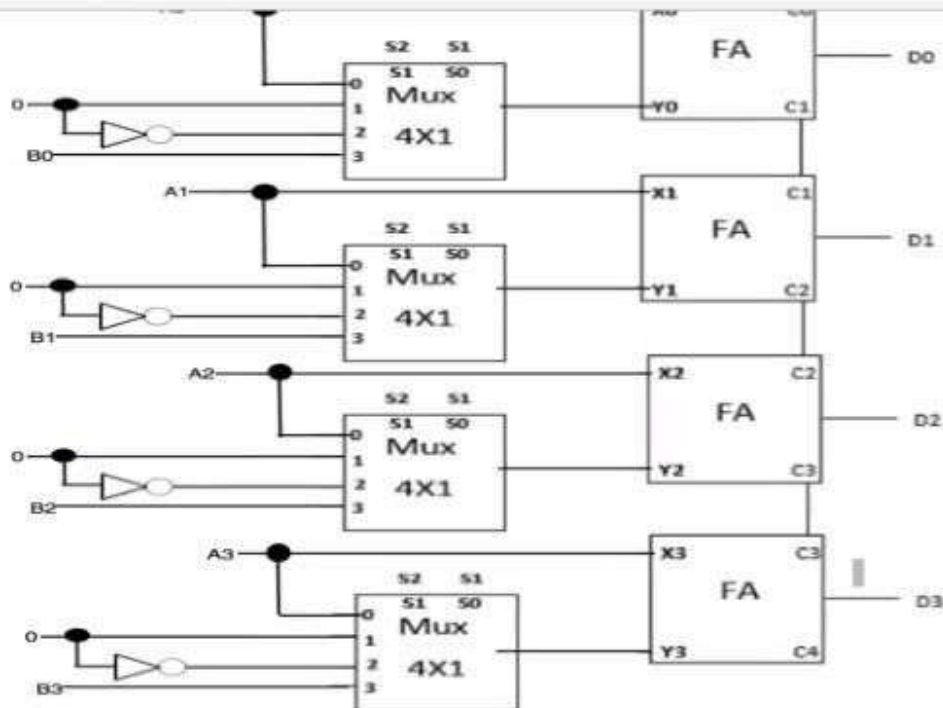 S2 S1
S1 S0
Mux
4X1
0
1
2
3
0
B0
FA
Y0
C1
D0
A1
S2 S1
S1 S0
Mux
4X1
0
1
2
3
0
B1
X1
C1
FA
Y1
C2
D1
A2
S2 S1
S1 S0
Mux
4X1
0
1
2
3
0
B2
X2
C2
FA
Y2
C3
D2
A3
S2 S1
S1 S0
Mux
4X1
0
1
2
3
0
B3
X3
C3
FA
Y3
C4
D3